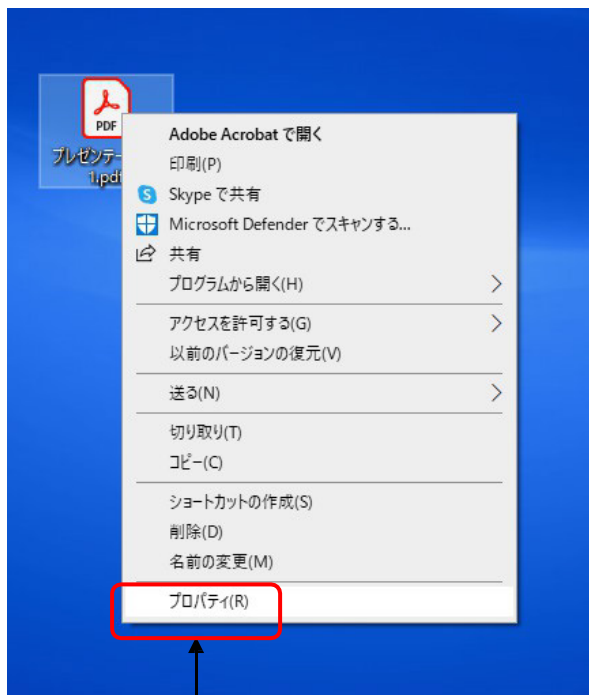 PDF
プレゼンテー
1.pdf
Adobe Acrobat で開く
印刷(P)
Skype で共有
Microsoft Defender でスキャンする...
共有
プログラムから開く(H)
アクセスを許可する(G)
以前のバージョンの復元(V)
送る(N)
切り取り(T)
コピー(C)
ショートカットの作成(S)
削除(D)
名前の変更(M)
プロパティ(R)